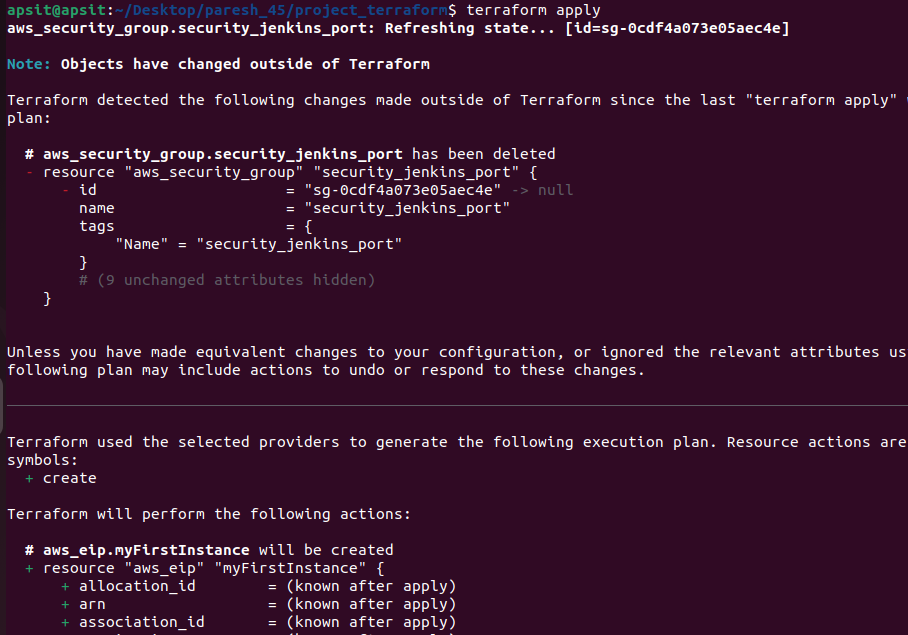 apsit@apsit:~/Desktop/paresh_45/project_terraform$ terraform apply
aws_security_group.security_jenkins_port: Refreshing state... [id=sg-0cdf4a073e05aec4e]
Note: Objects have changed outside of Terraform
Terraform detected the following changes made outside of Terraform since the last "terraform apply"
plan:
# aws_security_group.security_jenkins_port has been deleted
- resource "aws_security_group" "security_jenkins_port" {
- id = "sg-0cdf4a073e05aec4e" -> null
name = "security_jenkins_port"
tags = {
"Name" = "security_jenkins_port"
}
# (9 unchanged attributes hidden)
}
Unless you have made equivalent changes to your configuration, or ignored the relevant attributes us
following plan may include actions to undo or respond to these changes.
Terraform used the selected providers to generate the following execution plan. Resource actions are
symbols:
+ create
Terraform will perform the following actions:
# aws_eip.myFirstInstance will be created
+ resource "aws_eip" "myFirstInstance" {
+ allocation_id = (known after apply)
+ arn = (known after apply)
+ association_id = (known after apply)